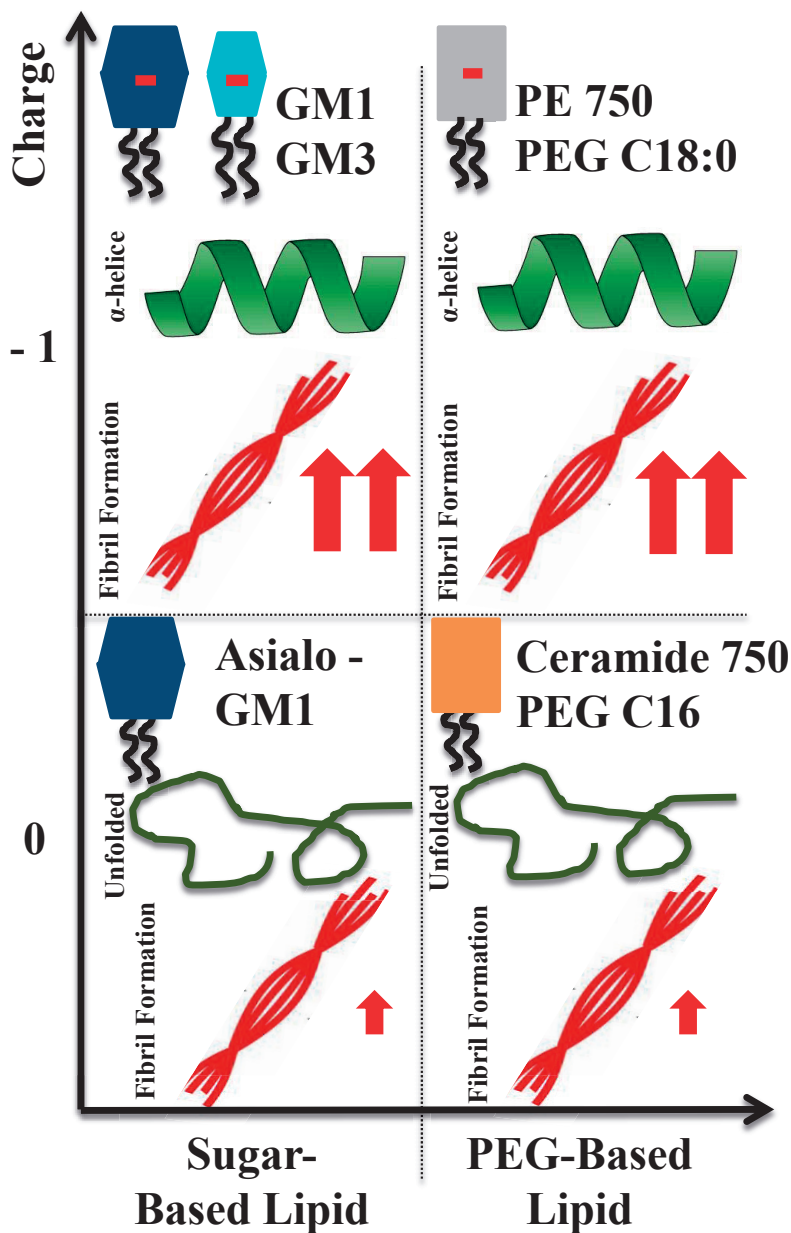 Charge
GM1
GM3
PE 750
PEG C18:0
α-helice
α-helice
- 1
Fibril Formation
Fibril Formation
Asialo -
GM1
Ceramide 750
PEG C16
Unfolded
Unfolded
0
Fibril Formation
Fibril Formation
Sugar-
Based Lipid
PEG-Based
Lipid